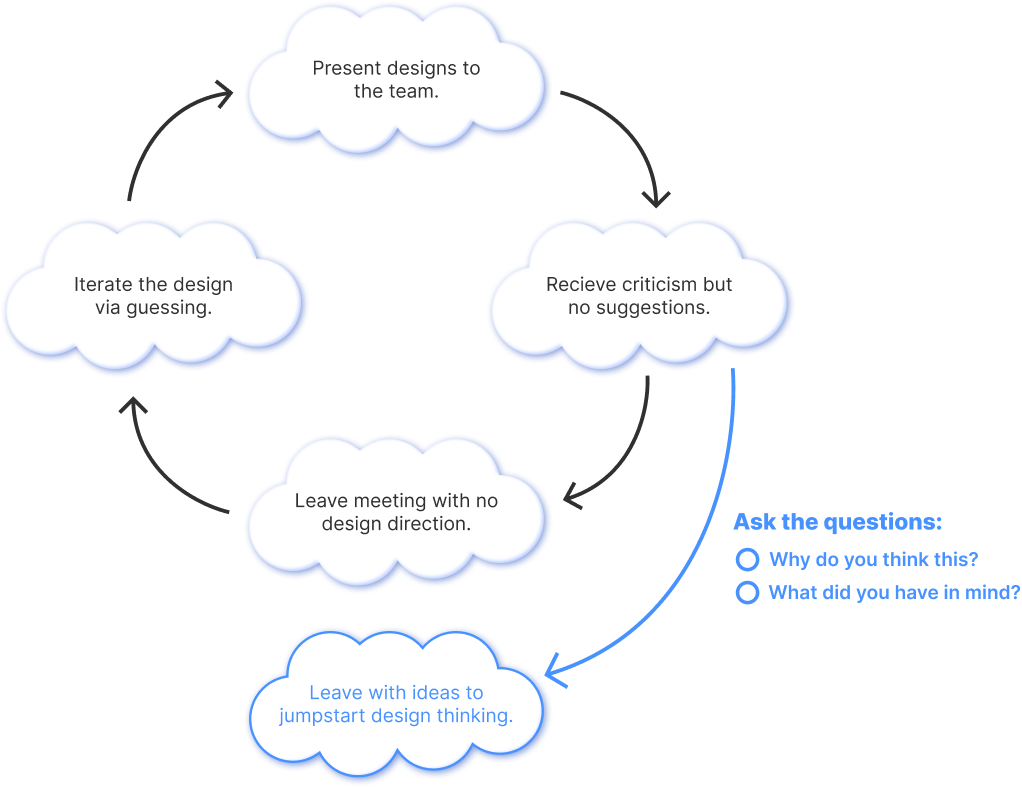 Present designs to
the team.
Iterate the design
via guessing.
Recieve criticism but
no suggestions.
Leave meeting with no
design direction.
Ask the questions:
Why do you think this?
What did you have in mind?
Leave with ideas to
jumpstart design thinking.